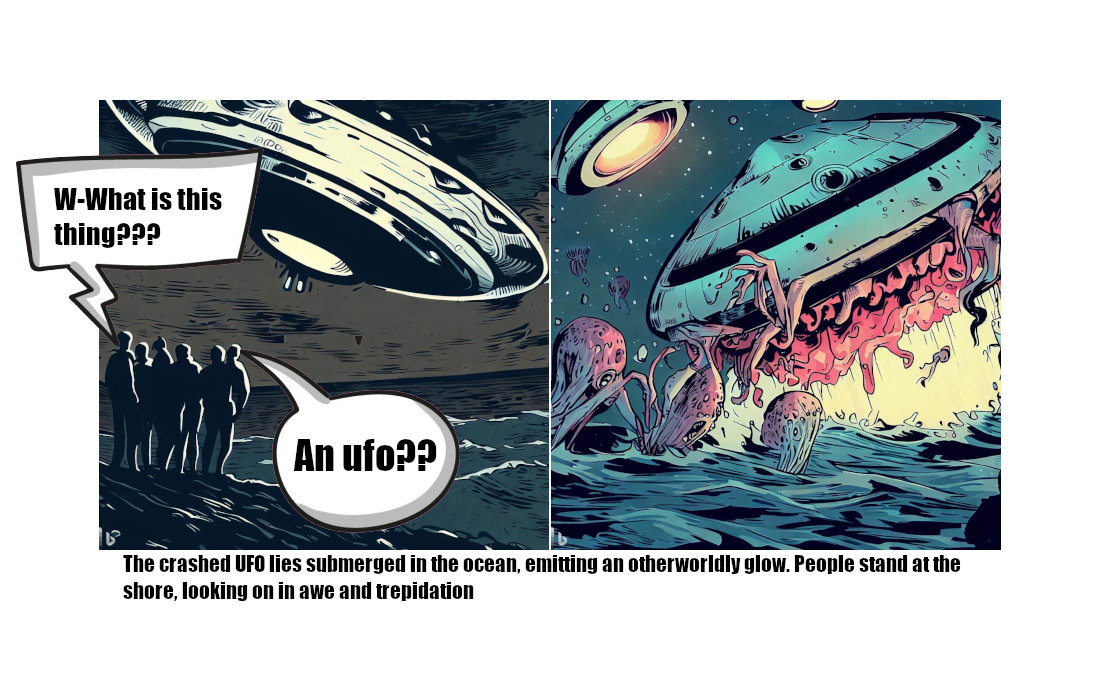 W-What is this
thing???
An ufo??
The crashed UFO lies submerged in the ocean, emitting an otherworldly glow. People stand at the
shore, looking on in awe and trepidation